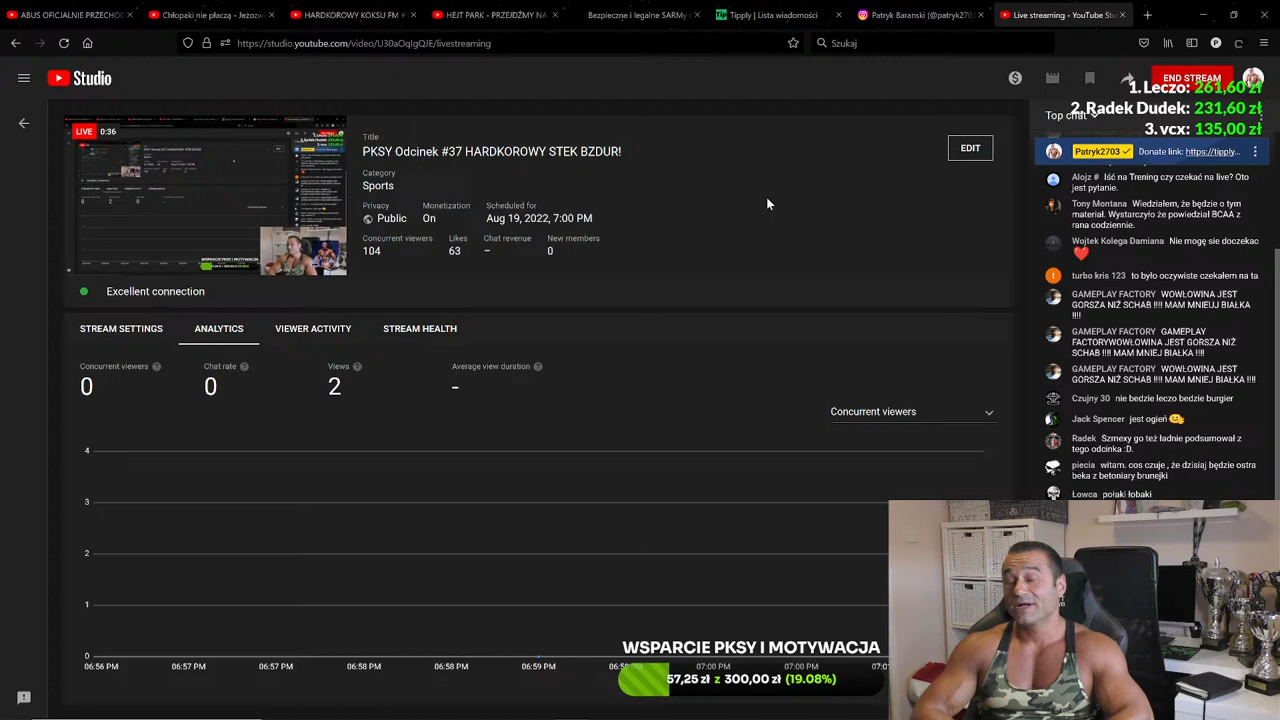 ABUS OFICJALNIE PRZECHOD
Chłopaki nie płaczą - Jeżozwi
HARDKOROWY KOKSU FM #
HEJT PARK - PRZEJDŹMY NA
Bezpieczne i legalne SARMy
Tipply | Lista wiadomości
Patryk Baranski (@patryk2703
Live streaming - YouTube Stu
https://studio.youtube.com/video/U30aOqIgQJE/livestreaming
Szukaj
Studio
END STREAM
1. Leczo: 261,60 zł
2. Radek Dudek: 231,60 zł
3. vcx: 135,00 zł
Top chat
LIVE 0:36
Title
PKSY Odcinek #37 HARDKOROWY STEK BZDUR!
EDIT
Category
Sports
Privacy Monetization Scheduled for
Public On Aug 19, 2022, 7:00 PM
Concurrent viewers Likes Chat revenue New members
104 63 – 0
Excellent connection
STREAM SETTINGS ANALYTICS VIEWER ACTIVITY STREAM HEALTH
Concurrent viewers Chat rate Views Average view duration
0 0 2 -
Concurrent viewers
4
3
2
1
0
06:56 PM 06:57 PM 06:57 PM 06:58 PM 06:58 PM 06:59 PM 07:00 PM 07:00 PM
Patryk2703 Donate link: https://tipply...
Alojz # Iść na Trening czy czekać na live? Oto
jest pytanie.
Tony Montana Wiedziałem, że będzie o tym
materiał. Wystarczyło że powiedział BCAA z
rana codziennie.
Wojtek Kolega Damiana Nie mogę sie doczekac
turbo kris 123 to było oczywiste czekałem na ta
GAMEPLAY FACTORY WOWŁOWINA JEST
GORSZA NIŻ SCHAB !!!! MAM MNIEUJ BIAŁKA
!!!!
GAMEPLAY FACTORY GAMEPLAY
FACTORYWOWŁOWINA JEST GORSZA NIŻ
SCHAB !!!! MAM MNIEJ BIAŁKA !!!!
GAMEPLAY FACTORY WOWŁOWINA JEST
GORSZA NIŻ SCHAB !!!! MAM MNIEJ BIAŁKA !!!!
Czujny 30 nie bedzie leczo bedzie burgier
Jack Spencer jest ogień
Radek Szmexy go też ładnie podsumował z
tego odcinka :D.
piecia witam. cos czuje , że dzisiaj będzie ostra
beka z betoniary brunejki
Łowca połaki łobaki
WSPARCIE PKSY I MOTYWACJA
57,25 zł z 300,00 zł (19.08%)